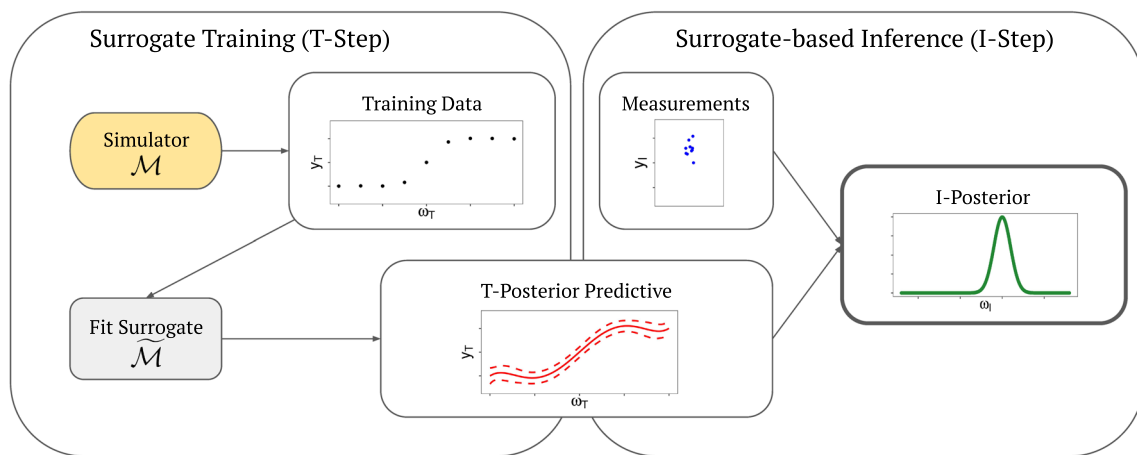 Surrogate Training (T-Step)
Surrogate-based Inference (I-Step)
Simulator
ℳ
Training Data
y_T
ω_T
Measurements
y_I
I-Posterior
ω_I
Fit Surrogate
ℳ̃
T-Posterior Predictive
y_T
ω_T